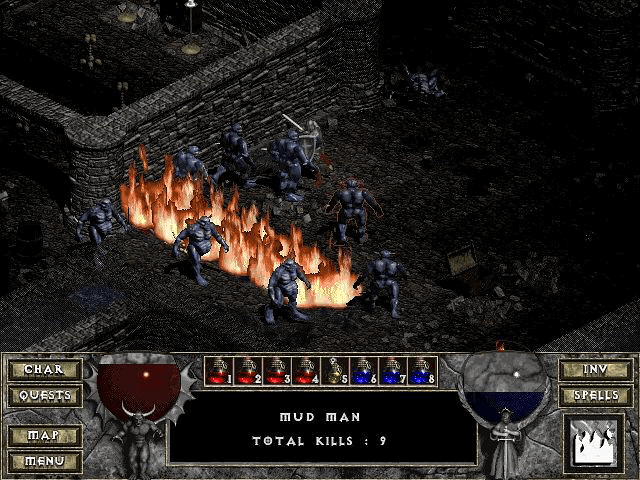 CHAR
QUESTS
MAP
MENU
1 2 3 4 5 6 7 8
MUD MAN
TOTAL KILLS : 9
INV
SPELLS